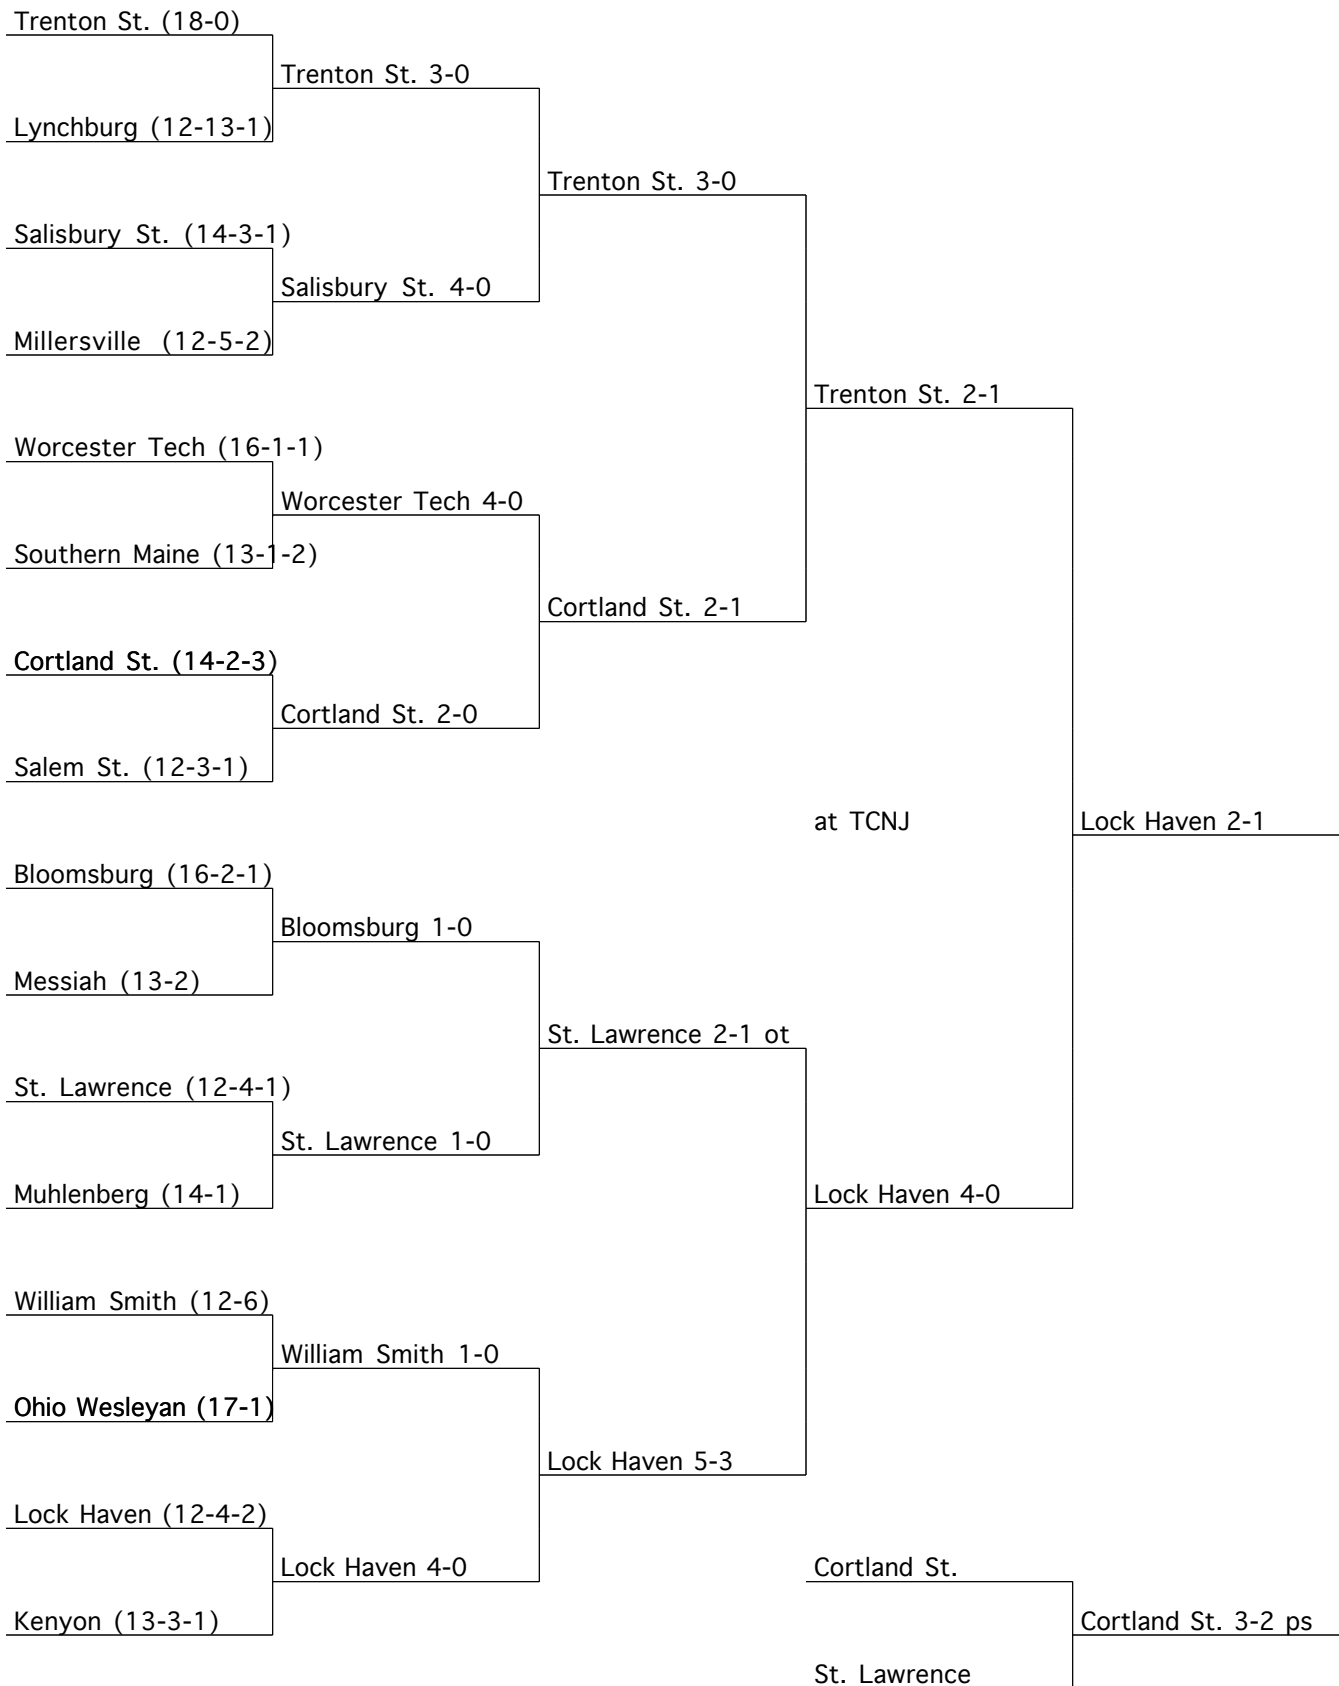 Trenton St. (18-0)
Trenton St. 3-0
Lynchburg (12-13-1)
Trenton St. 3-0
Salisbury St. (14-3-1)
Salisbury St. 4-0
Millersville (12-5-2)
Trenton St. 2-1
Worcester Tech (16-1-1)
Worcester Tech 4-0
Southern Maine (13-1-2)
Cortland St. 2-1
Cortland St. (14-2-3)
Cortland St. 2-0
Salem St. (12-3-1)
at TCNJ
Lock Haven 2-1
Bloomsburg (16-2-1)
Bloomsburg 1-0
Messiah (13-2)
St. Lawrence 2-1 ot
St. Lawrence (12-4-1)
St. Lawrence 1-0
Muhlenberg (14-1)
Lock Haven 4-0
William Smith (12-6)
William Smith 1-0
Ohio Wesleyan (17-1)
Lock Haven 5-3
Lock Haven (12-4-2)
Lock Haven 4-0
Cortland St.
Kenyon (13-3-1)
Cortland St. 3-2 ps
St. Lawrence